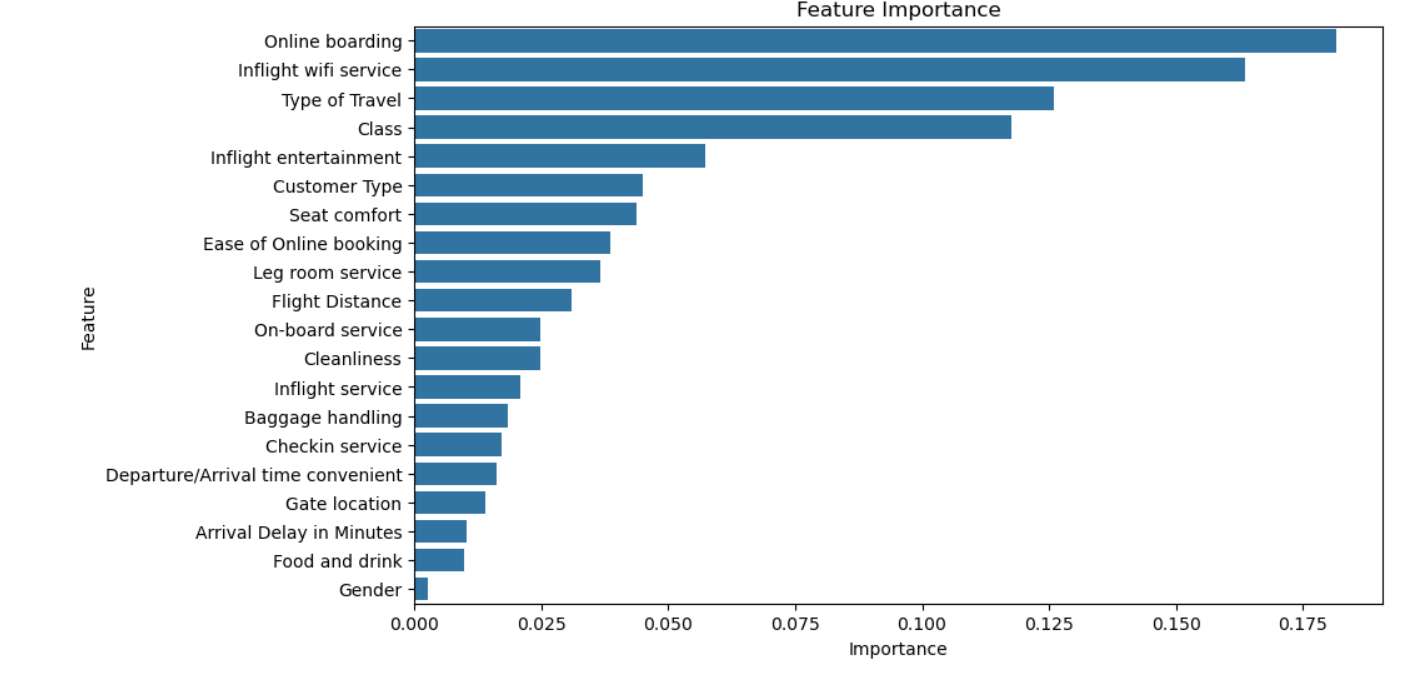 Feature Importance
Online boarding
Inflight wifi service
Type of Travel
Class
Inflight entertainment
Customer Type
Seat comfort
Ease of Online booking
Leg room service
Flight Distance
On-board service
Cleanliness
Inflight service
Baggage handling
Checkin service
Departure/Arrival time convenient
Gate location
Arrival Delay in Minutes
Food and drink
Gender
Feature
0.000 0.025 0.050 0.075 0.100 0.125 0.150 0.175
Importance